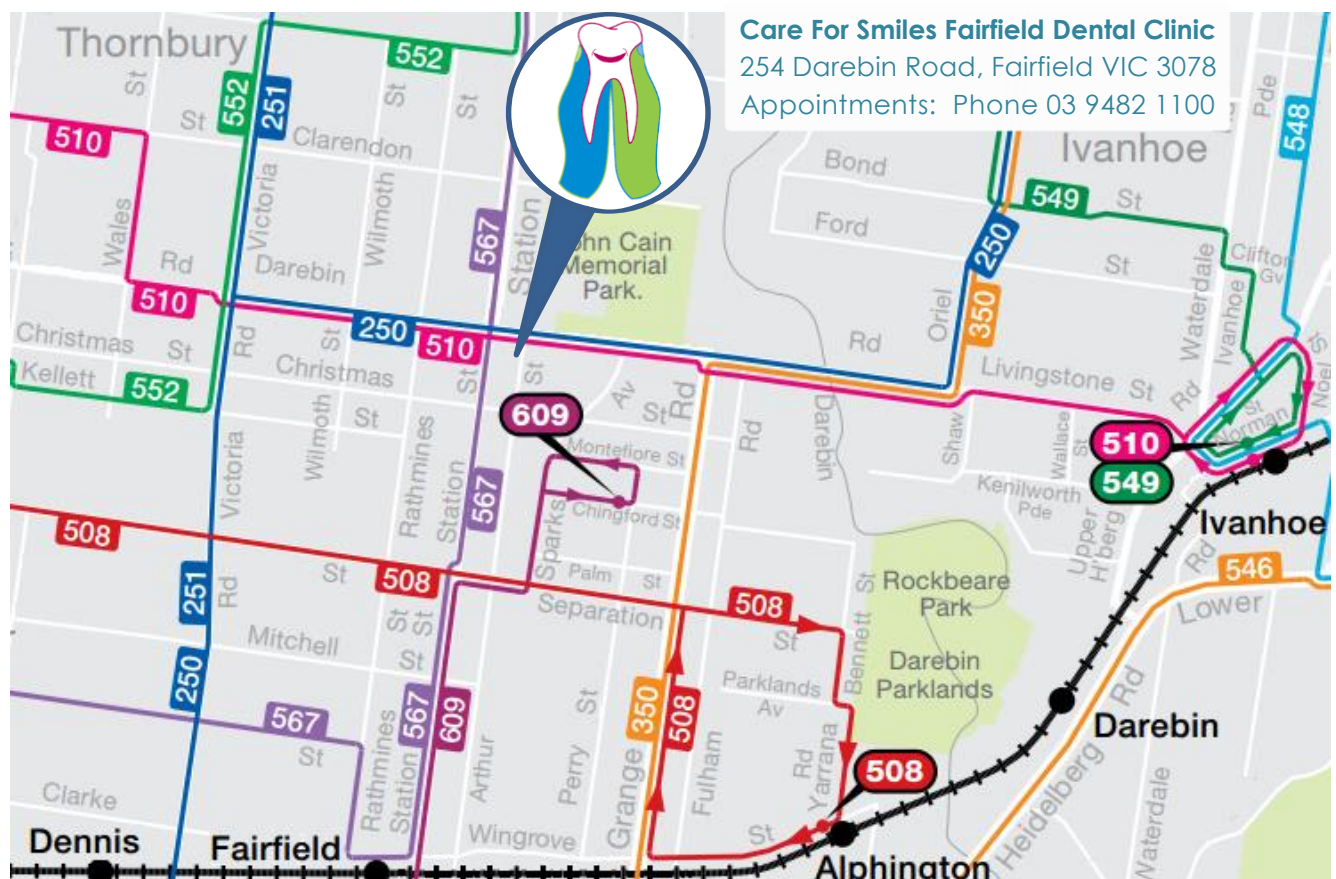 Care For Smiles Fairfield Dental Clinic
254 Darebin Road, Fairfield VIC 3078
Appointments:  Phone 03 9482 1100
Thornbury
552
552
251
St
St
St
St
Clarendon
510
Wales
Victoria
Wilmoth
567
Station
Rd
Darebin
510
ohn Cain
Memorial
Park.
Bond
Ivanhoe
Rd
Pde
548
549
St
Ford
250
St
Waterdale
Clifton
Gv
Ivanhoe
Oriel
350
Rd
Christmas
St
Kellett
552
Rd
St
250
510
Christmas
St
St
St
Av
St
Rd
Rd
Livingstone
St
Rd
St
Noel
St
Norman
609
Montefiore St
Chingford St
Wilmoth
Rathmines
Station
567
Victoria
Sparks
Palm
St
Darebin
Shaw
Wallace
St
Kenilworth
Pde
Upper
H'berg
Rd
510
549
Ivanhoe
508
St
508
Separation
508
St
Bennett
St
Rockbeare
Park
Darebin
Parklands
546
Lower
251
Rd
250
Mitchell
St
St
St
567
St
567
609
St
350
508
Parklands
Av
Rd
Yarrana
508
Rd
Darebin
Clarke
Rathmines
Station
Arthur
Perry
Grange
Fulham
Wingrove
St
Heidelberg
Waterdale
Dennis
Fairfield
Alphington